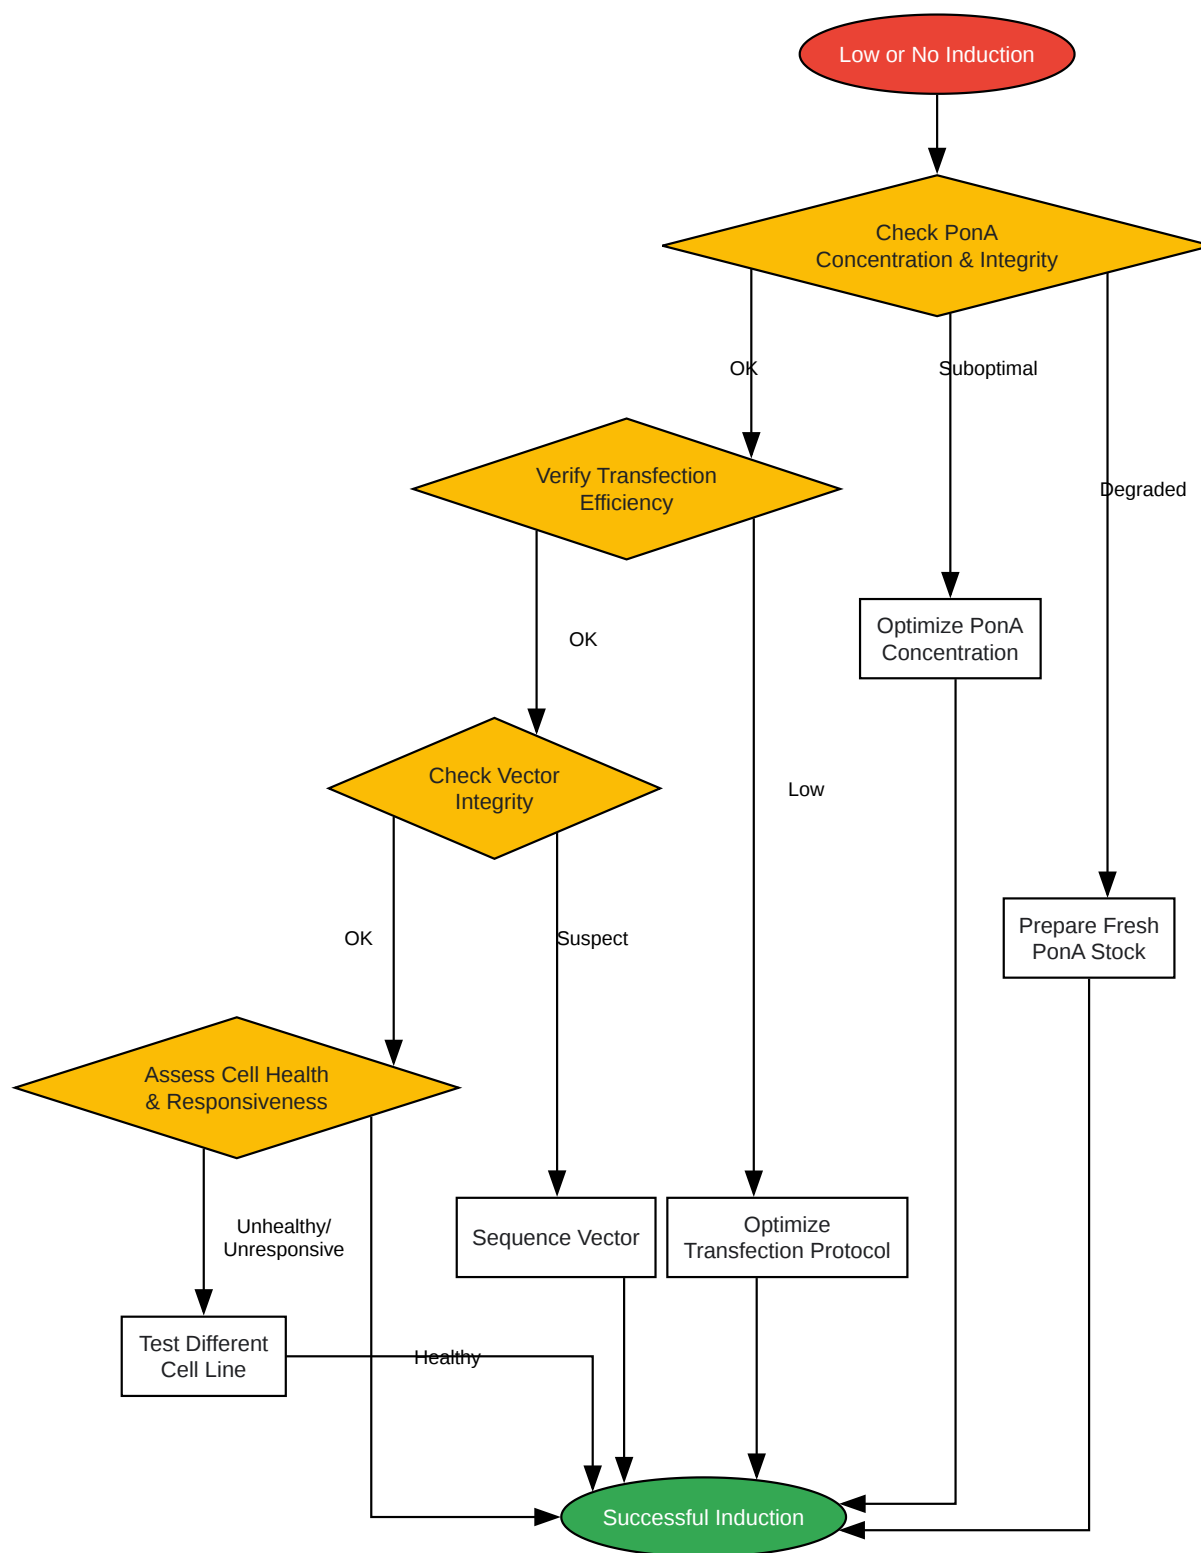 Low or No Induction
Check PonA
Concentration & Integrity
OK
Suboptimal
Degraded
Verify Transfection
Efficiency
Optimize PonA
Concentration
OK
Low
Check Vector
Integrity
OK
Suspect
Prepare Fresh
PonA Stock
Assess Cell Health
& Responsiveness
Unhealthy/
Unresponsive
Sequence Vector
Optimize
Transfection Protocol
Test Different
Cell Line
Healthy
Successful Induction